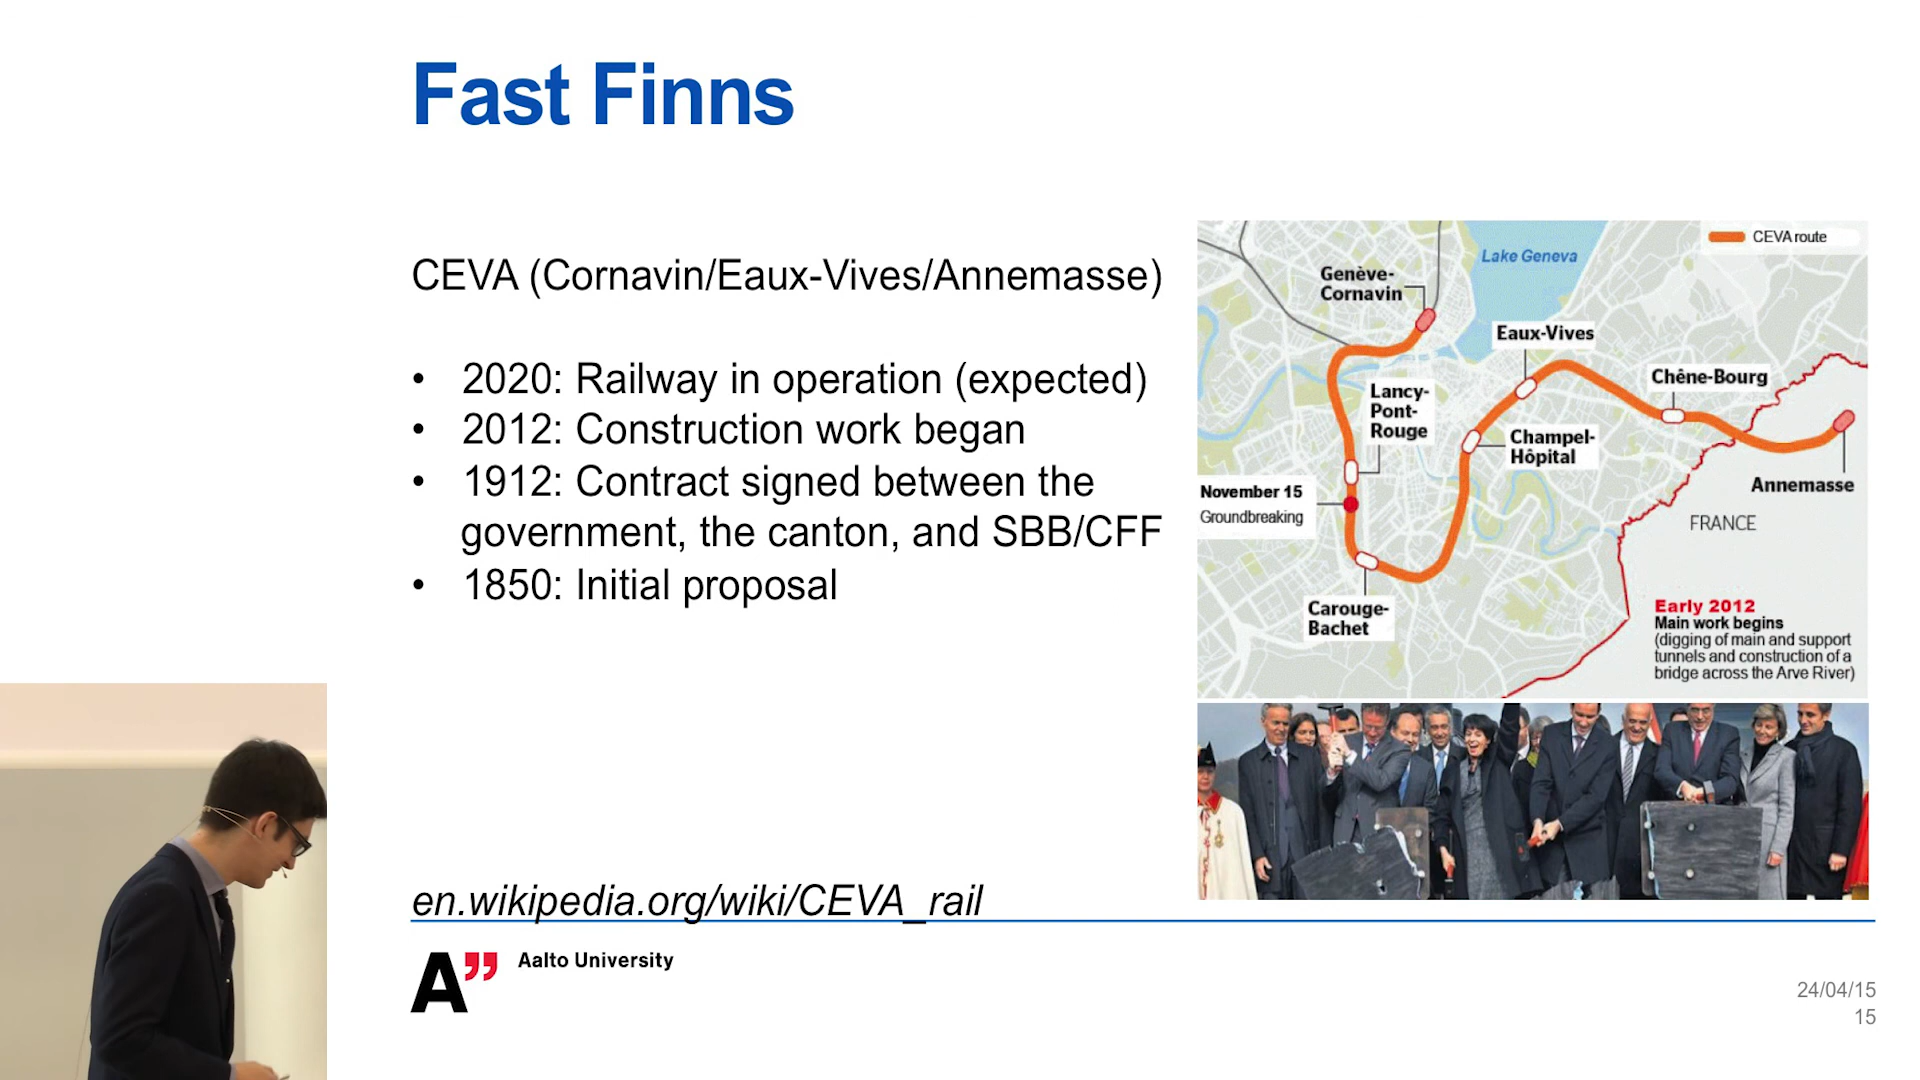 Fast Finns
CEVA (Cornavin/Eaux-Vives/Annemasse)
• 2020: Railway in operation (expected)
• 2012: Construction work began
• 1912: Contract signed between the
government, the canton, and SBB/CFF
• 1850: Initial proposal
en.wikipedia.org/wiki/CEVA_rail
CEVA route
Lake Geneva
Genève-
Cornavin
Eaux-Vives
Chêne-Bourg
Lancy-
Pont-
Rouge
Champel-
Hôpital
Annemasse
November 15
Groundbreaking
FRANCE
Carouge-
Bachet
Early 2012
Main work begins
(digging of main and support
tunnels and construction of a
bridge across the Arve River)
A”
Aalto University
24/04/15
15